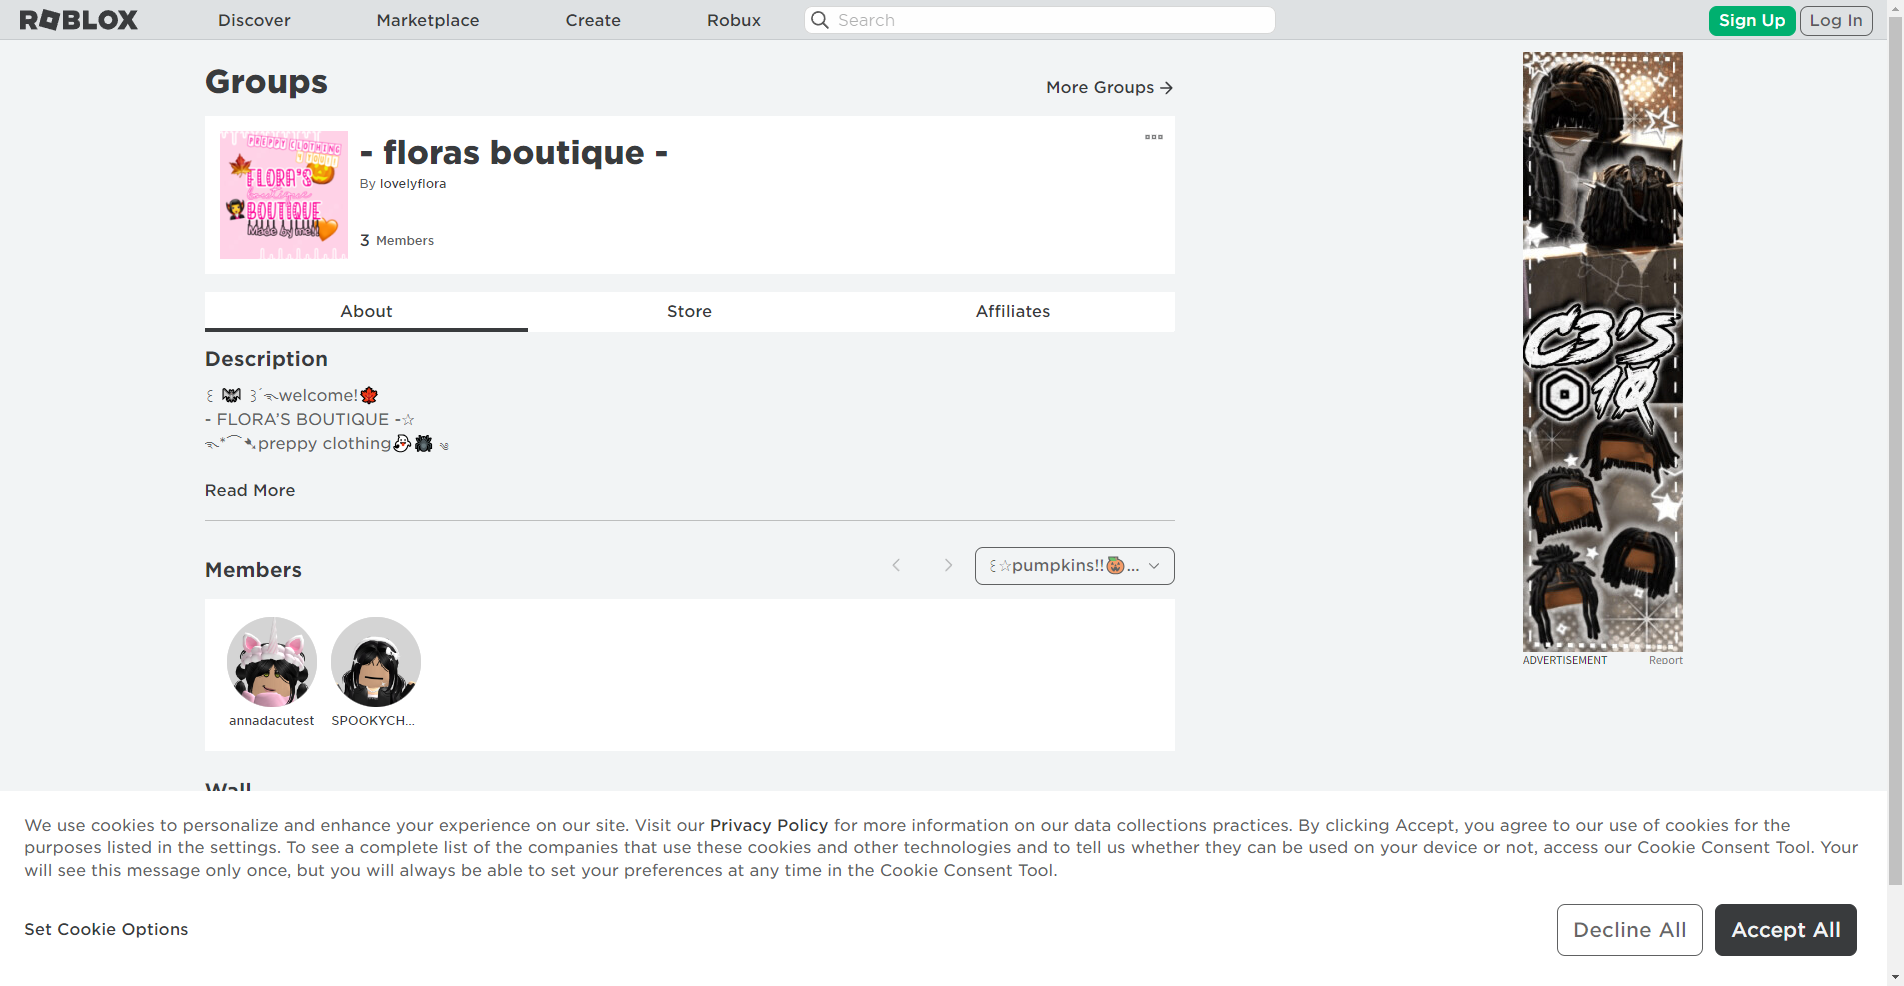 ROBLOX
Discover
Marketplace
Create
Robux
Search
Sign Up
Log In
Groups
More Groups →
PREPPY CLOTHING
4 YOU!!
FLORA'S
boutique
BOUTIQUE
Made by me!!
- floras boutique -
By lovelyflora
3 Members
About
Store
Affiliates
Description
꒰ 🦇 ꒱´࿐welcome!🍁
- FLORA'S BOUTIQUE -☆
࿐*⁀➷preppy clothing👻🕷 ༄
Read More
Members
꒰☆pumpkins!!🎃...
annadacutest
SPOOKYCH...
Wall
C3'S
10
ADVERTISEMENT
Report
We use cookies to personalize and enhance your experience on our site. Visit our Privacy Policy for more information on our data collections practices. By clicking Accept, you agree to our use of cookies for the
purposes listed in the settings. To see a complete list of the companies that use these cookies and other technologies and to tell us whether they can be used on your device or not, access our Cookie Consent Tool. Your
will see this message only once, but you will always be able to set your preferences at any time in the Cookie Consent Tool.
Set Cookie Options
Decline All
Accept All